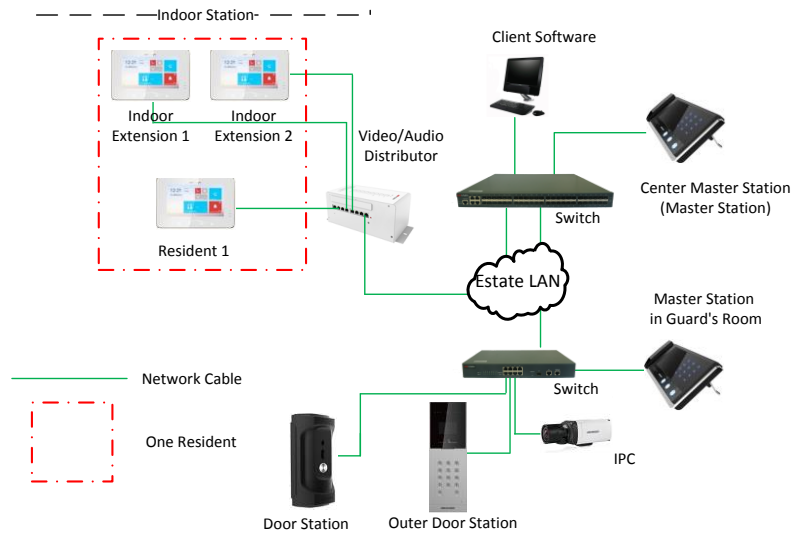 Indoor Station
Client Software
Indoor
Extension 1
Indoor
Extension 2
Video/Audio
Distributor
Center Master Station
(Master Station)
Switch
Resident 1
Estate LAN
Master Station
in Guard's Room
Network Cable
Switch
One Resident
IPC
Door Station
Outer Door Station